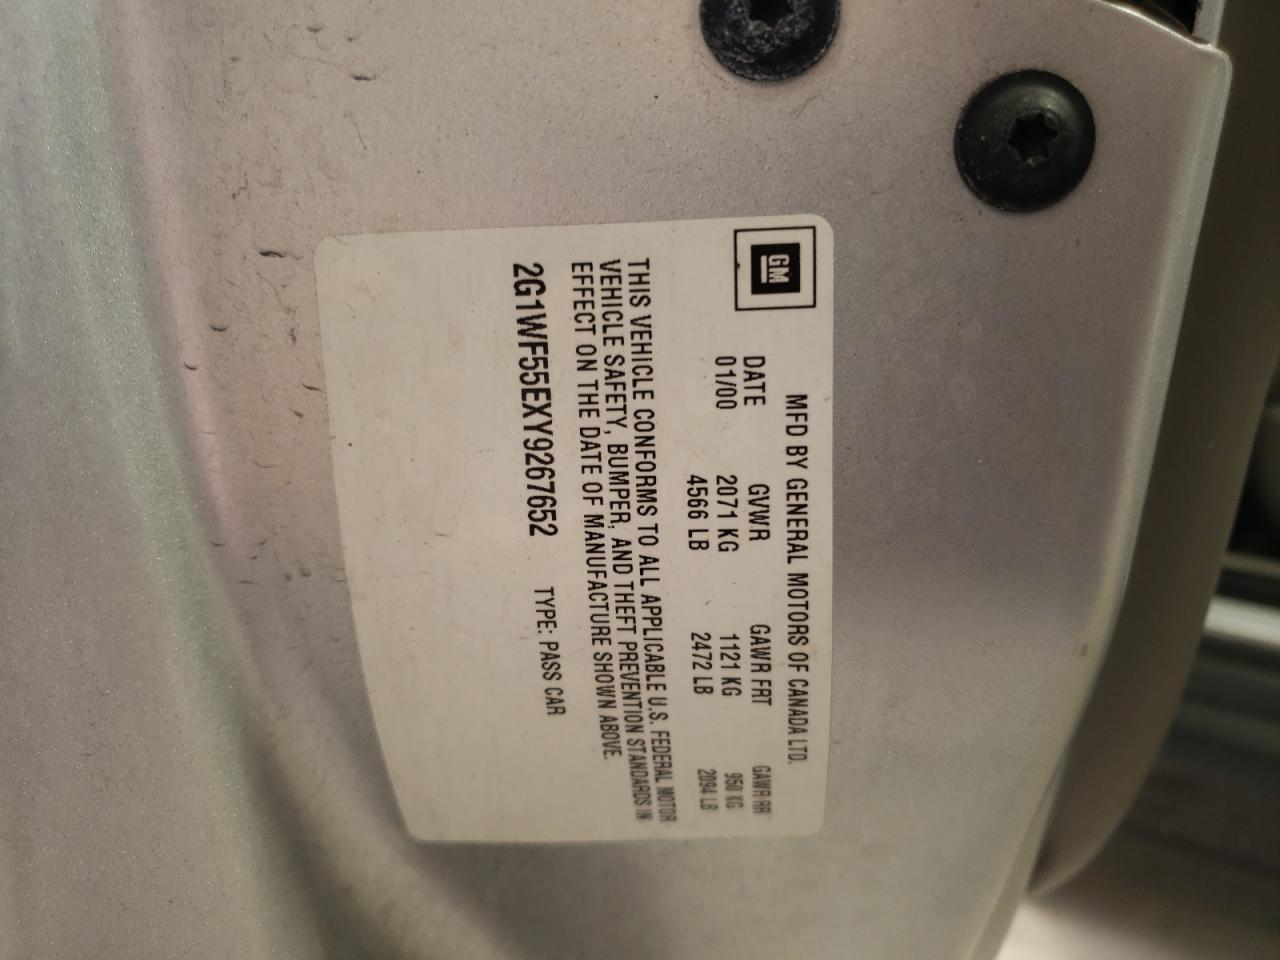 GM
MFD BY GENERAL MOTORS OF CANADA LTD.
DATE GVWR GAWR FRT GAWR RR
01/00 2071 KG 1121 KG 950 KG
4566 LB 2472 LB 2094 LB
THIS VEHICLE CONFORMS TO ALL APPLICABLE U.S. FEDERAL MOTOR
VEHICLE SAFETY, BUMPER, AND THEFT PREVENTION STANDARDS IN
EFFECT ON THE DATE OF MANUFACTURE SHOWN ABOVE.
2G1WF55EXY9267652 TYPE: PASS CAR